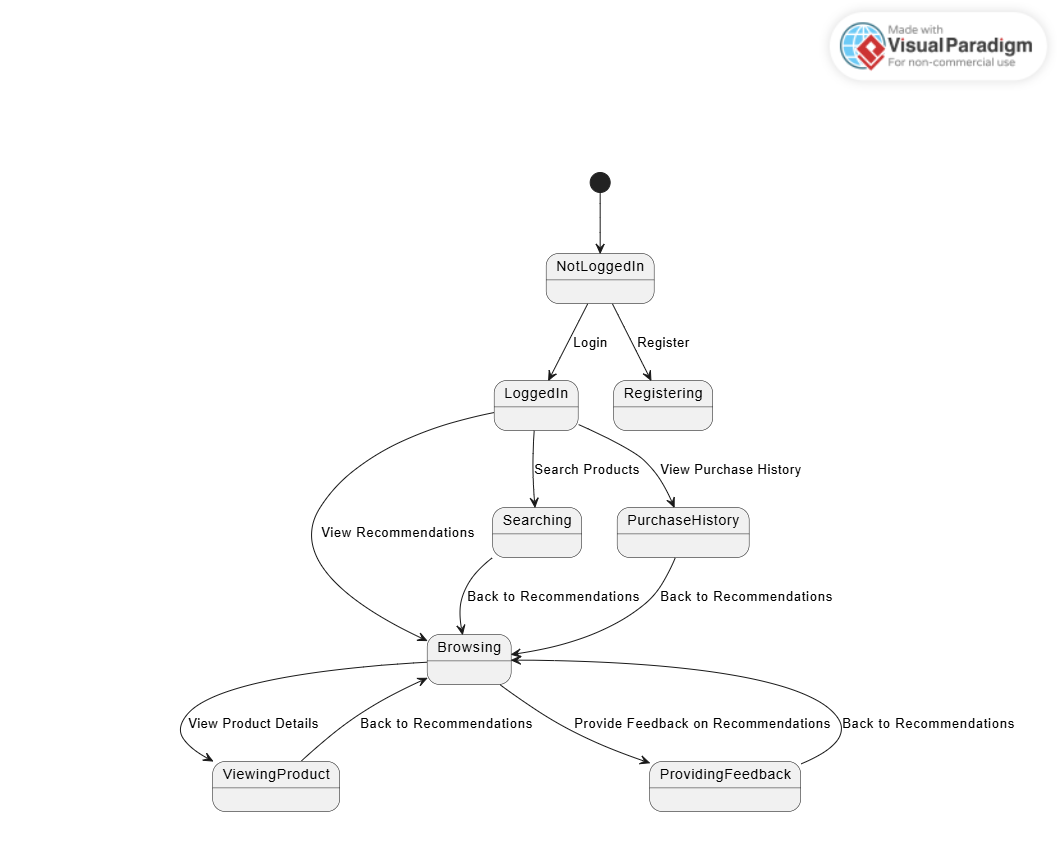 Made with
Visual Paradigm
For non-commercial use
NotLoggedIn
Login
Register
LoggedIn
Registering
Search Products
View Purchase History
Searching
PurchaseHistory
View Recommendations
Back to Recommendations
Back to Recommendations
Browsing
View Product Details
Back to Recommendations
Provide Feedback on Recommendations
Back to Recommendations
ViewingProduct
ProvidingFeedback